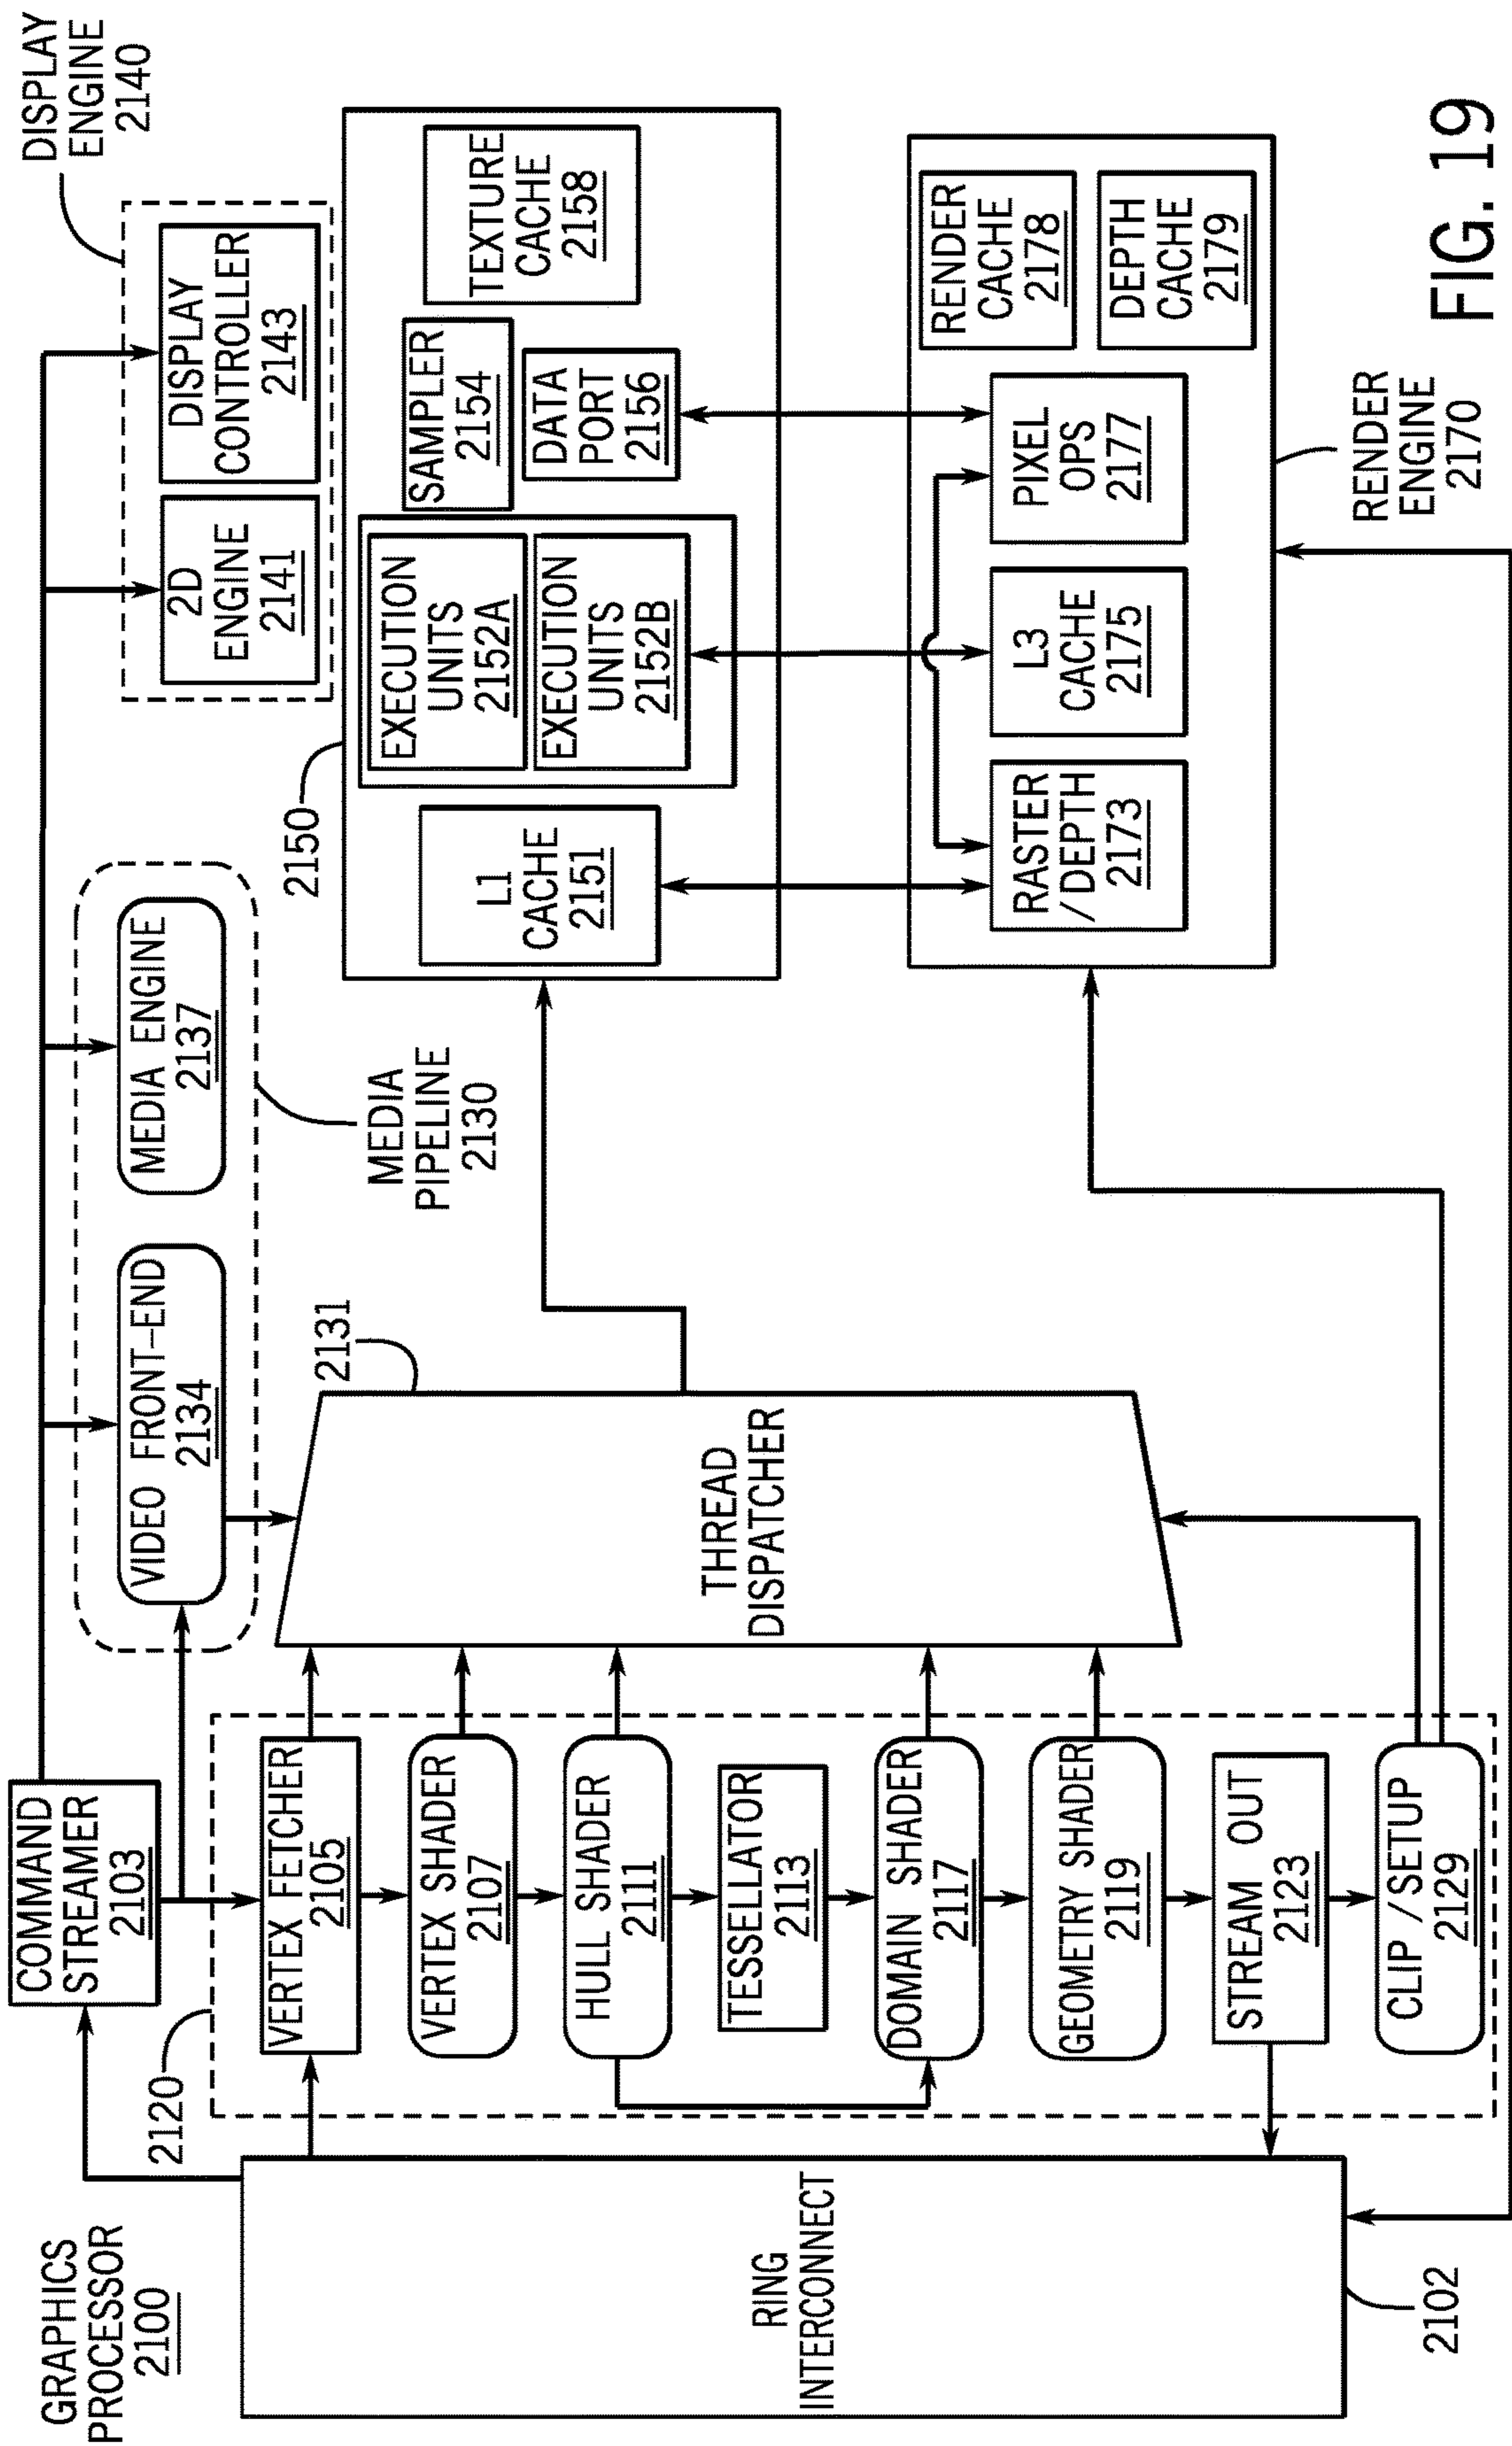 GRAPHICS
PROCESSOR
2100
RING
INTERCONNECT
2102
COMMAND
STREAMER
2103
2120
VERTEX FETCHER
2105
VERTEX SHADER
2107
HULL SHADER
2111
TESSELLATOR
2113
DOMAIN SHADER
2117
GEOMETRY SHADER
2119
STREAM OUT
2123
CLIP /SETUP
2129
VIDEO FRONT-END
2134
MEDIA ENGINE
2137
MEDIA
PIPELINE
2130
2131
THREAD
DISPATCHER
DISPLAY
ENGINE
2140
2D
ENGINE
2141
DISPLAY
CONTROLLER
2143
2150
L1
CACHE
2151
EXECUTION
UNITS
2152A
EXECUTION
UNITS
2152B
SAMPLER
2154
DATA
PORT
2156
TEXTURE
CACHE
2158
RASTER
/DEPTH
2173
L3
CACHE
2175
PIXEL
OPS
2177
RENDER
CACHE
2178
DEPTH
CACHE
2179
RENDER
ENGINE
2170
FIG. 19